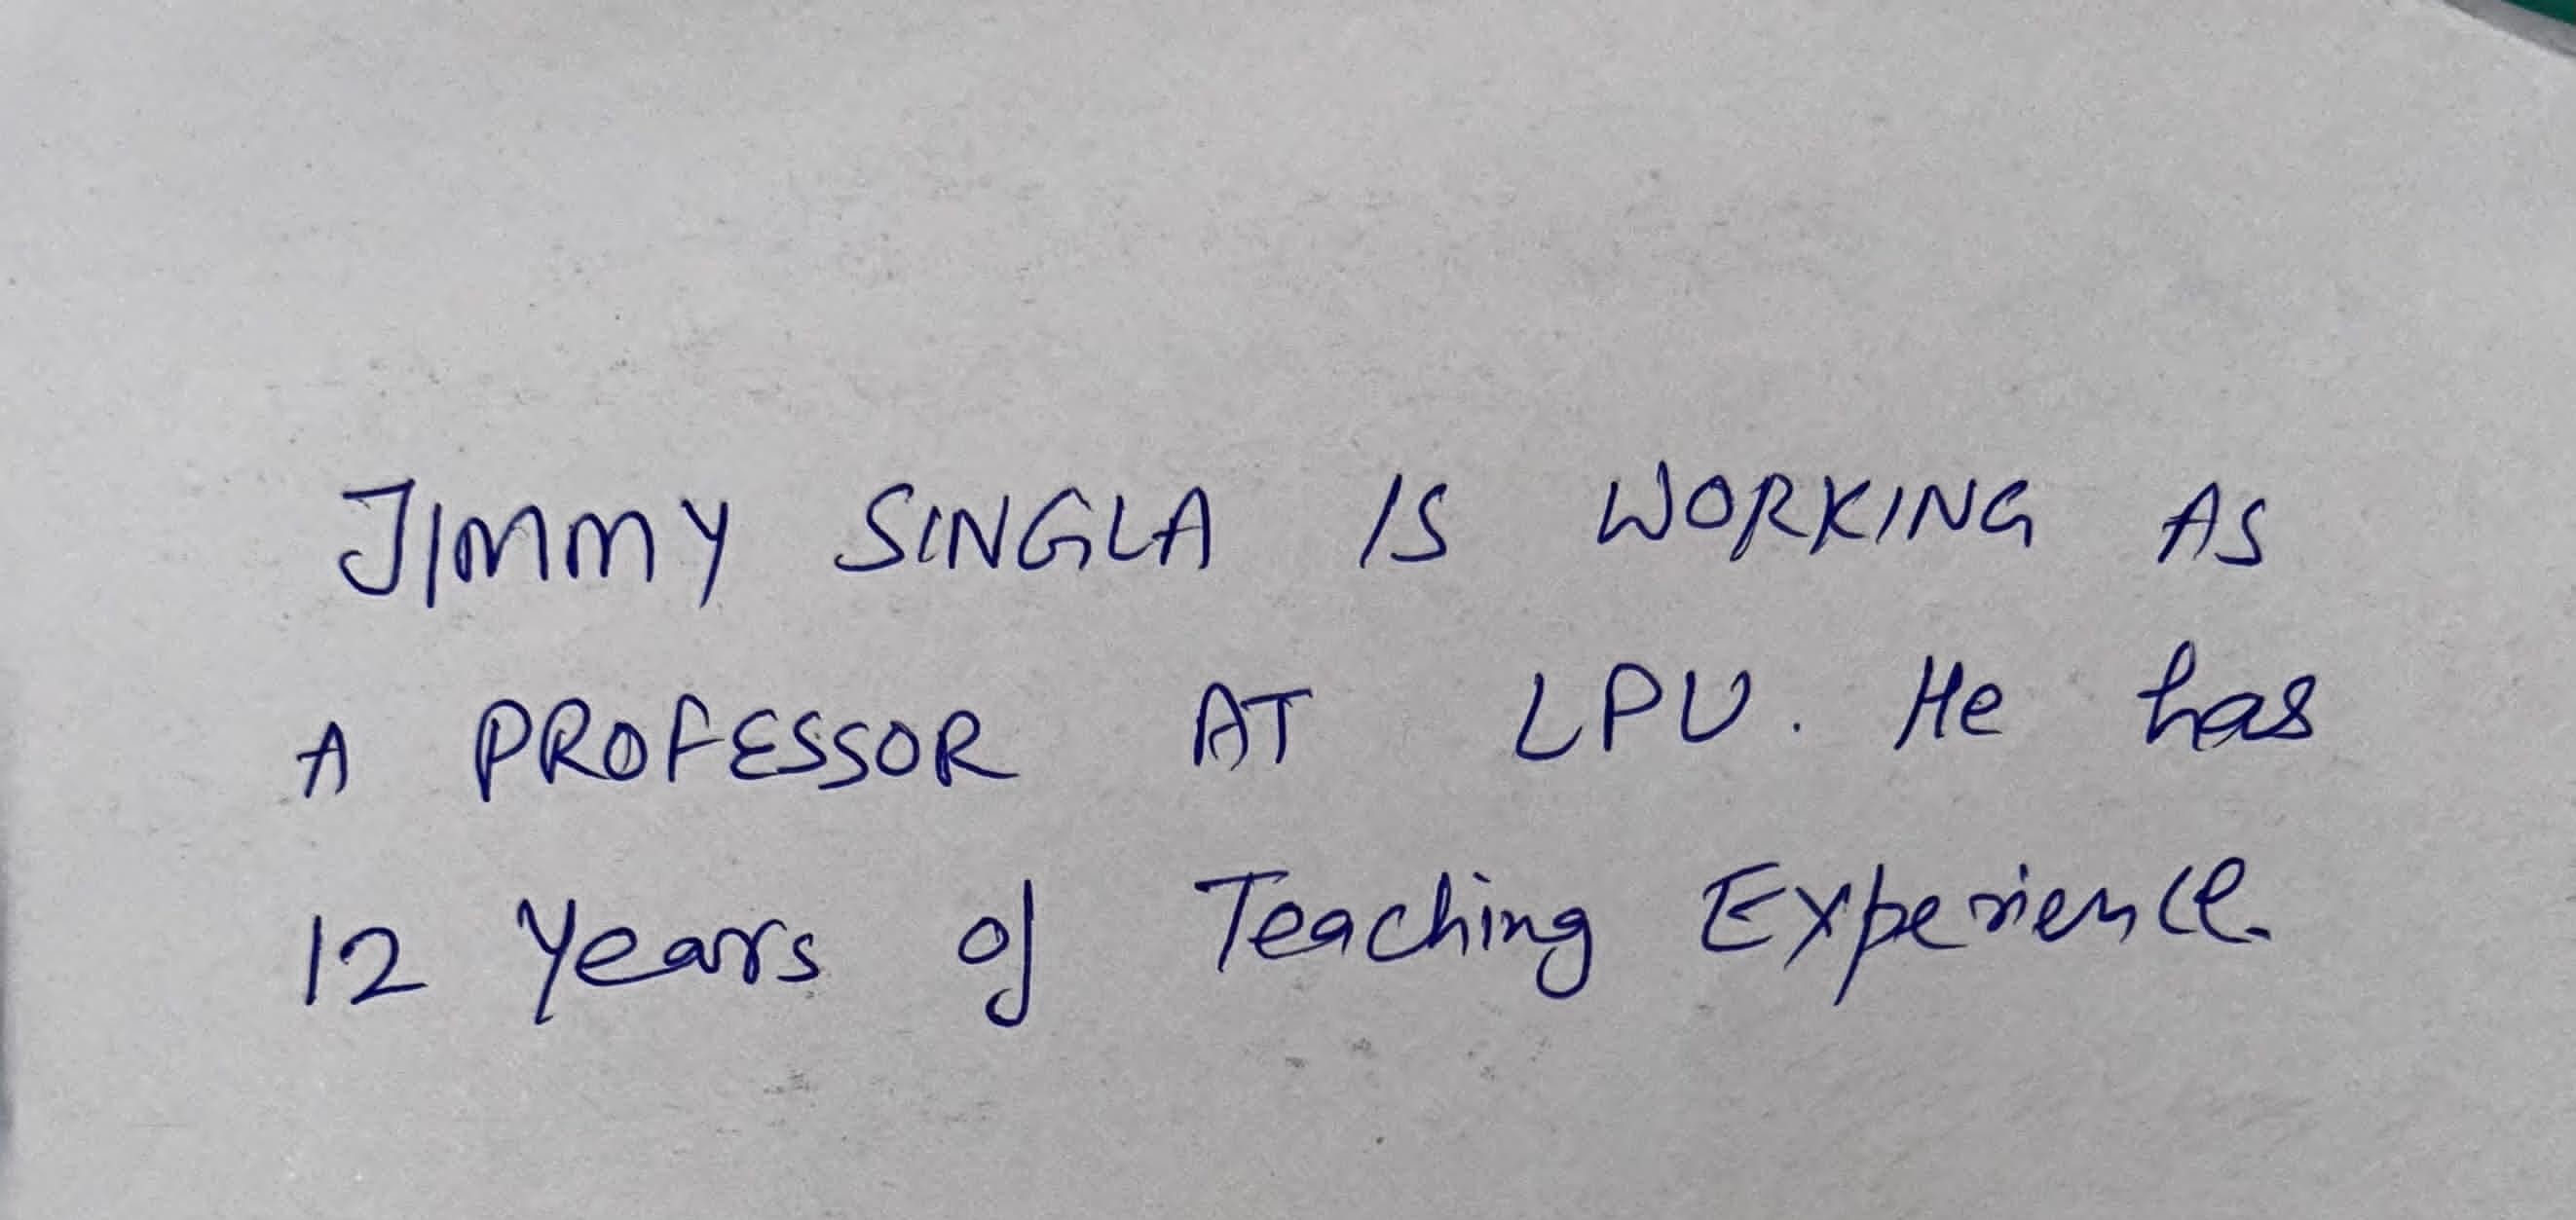 JIMMY SINGLA IS WORKING AS
A PROFESSOR AT LPU. He has
12 Years of Teaching Experience.